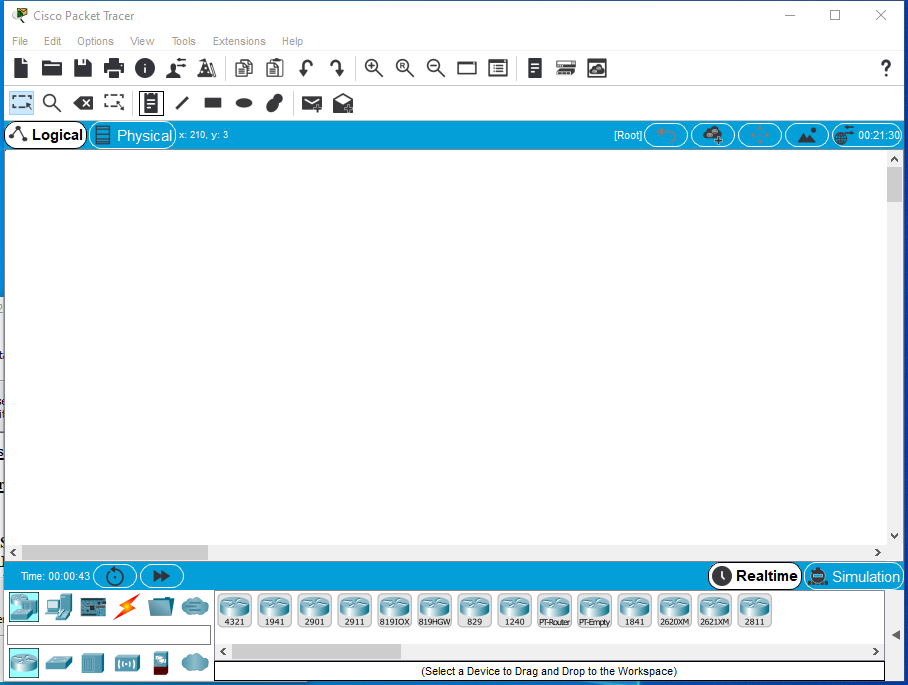 Cisco Packet Tracer
File Edit Options View Tools Extensions Help
Logical Physical x: 210, y: 3 [Root] 00:21:30
Time: 00:00:43 Realtime Simulation
4321 1941 2901 2911 819IOX 819HGW 829 1240 PT-Router PT-Empty 1841 2620XM 2621XM 2811
(Select a Device to Drag and Drop to the Workspace)